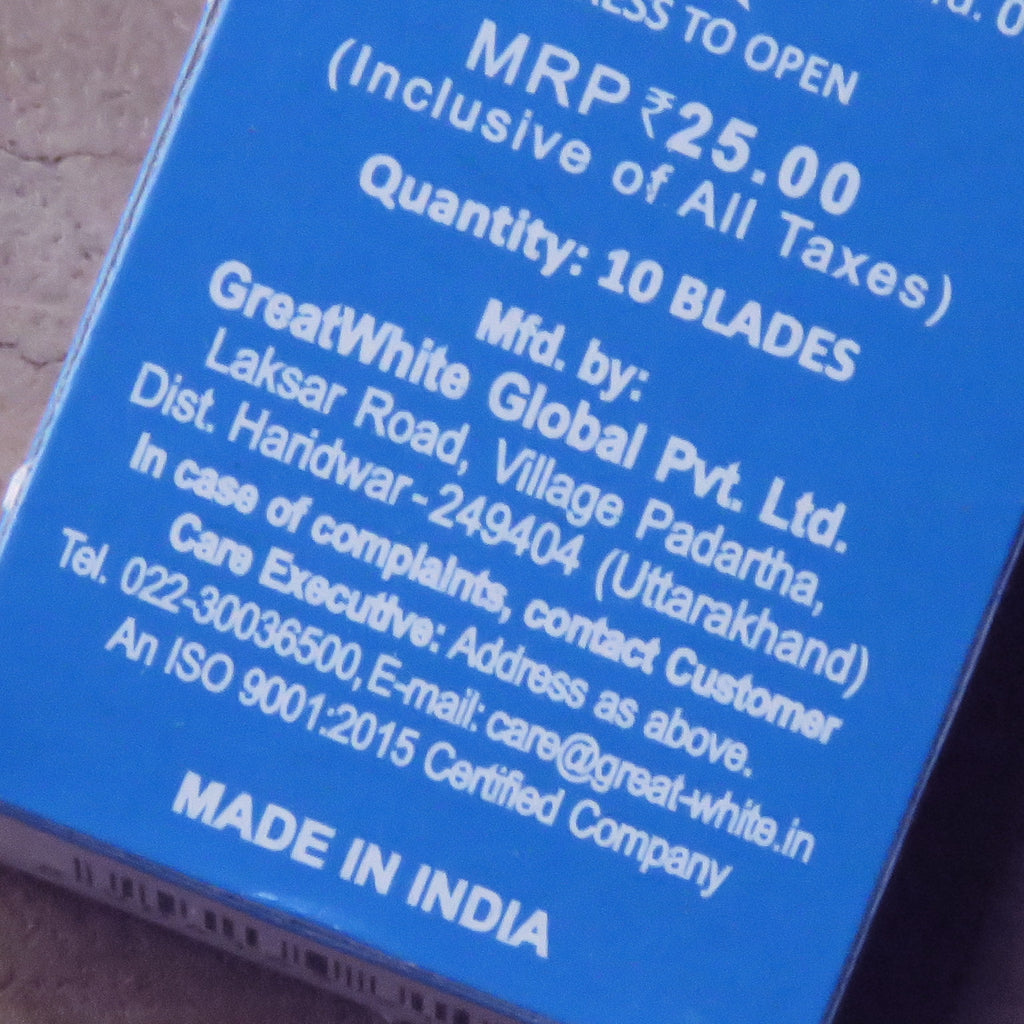 TO OPEN
MRP ₹25.00
(Inclusive of All Taxes)
Quantity: 10 BLADES
Mfd. by:
GreatWhite Global Pvt. Ltd.
Laksar Road, Village Padartha,
Dist. Haridwar - 249404 (Uttarakhand)
In case of complaints, contact Customer
Care Executive: Address as above.
Tel. 022-30036500, E-mail: care@great-white.in
An ISO 9001:2015 Certified Company
MADE IN INDIA